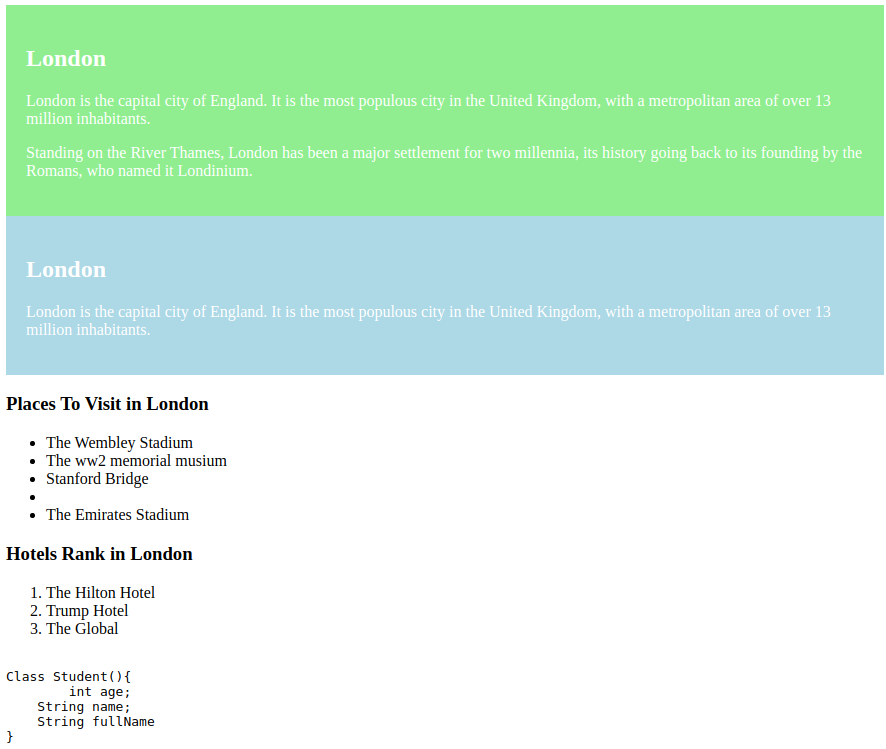 London
London is the capital city of England. It is the most populous city in the United Kingdom, with a metropolitan area of over 13
million inhabitants.
Standing on the River Thames, London has been a major settlement for two millennia, its history going back to its founding by the
Romans, who named it Londinium.
London
London is the capital city of England. It is the most populous city in the United Kingdom, with a metropolitan area of over 13
million inhabitants.
Places To Visit in London
• The Wembley Stadium
• The ww2 memorial musium
• Stanford Bridge
•
• The Emirates Stadium
Hotels Rank in London
1. The Hilton Hotel
2. Trump Hotel
3. The Global
Class Student(){
        int age;
    String name;
    String fullName
}